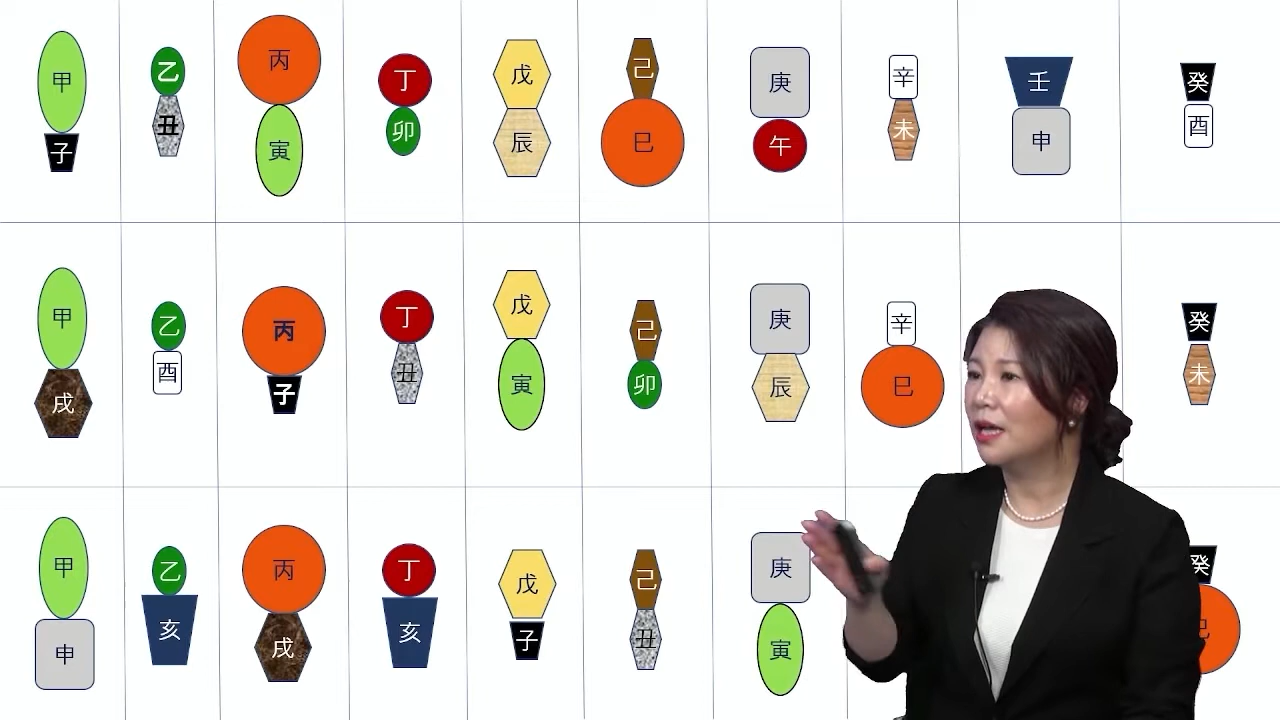 甲 乙 丙 丁 戊 己 庚 辛 壬 癸
子 丑 寅 卯 辰 巳 午 未 申 酉
甲 乙 丙 丁 戊 己 庚 辛 癸
戌 酉 子 丑 寅 卯 辰 巳 未
甲 乙 丙 丁 戊 己 庚 癸
申 亥 戌 亥 子 丑 寅